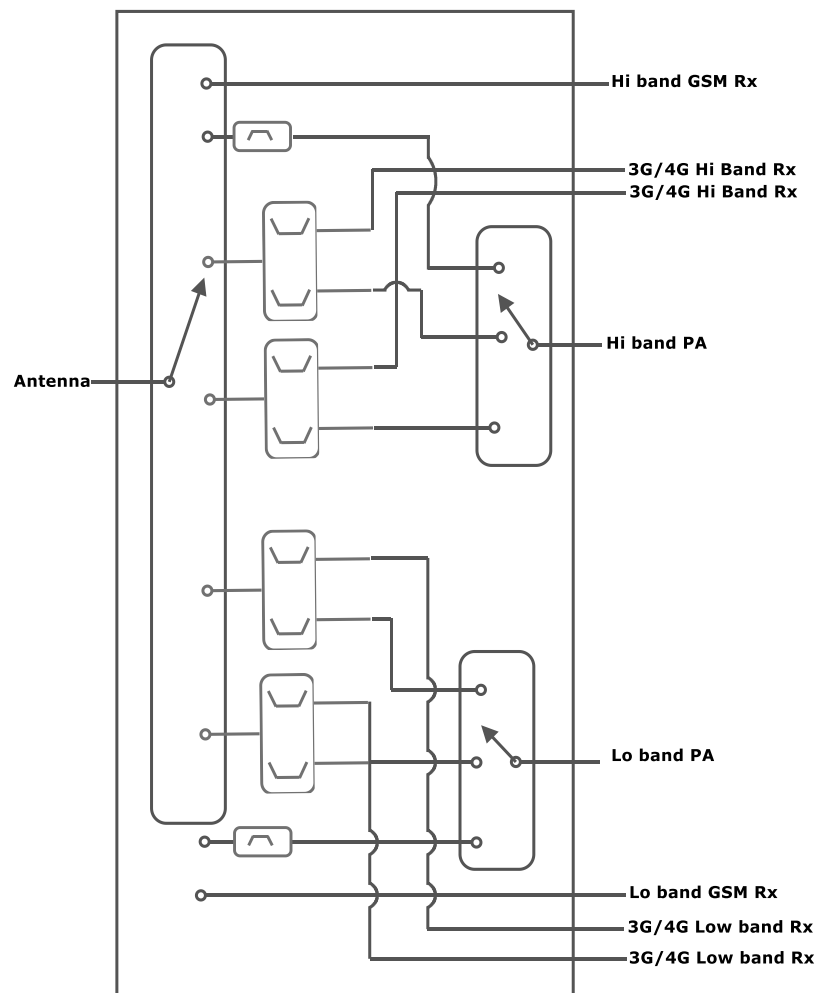 Hi band GSM Rx
3G/4G Hi Band Rx
3G/4G Hi Band Rx
Hi band PA
Antenna
Lo band PA
Lo band GSM Rx
3G/4G Low band Rx
3G/4G Low band Rx